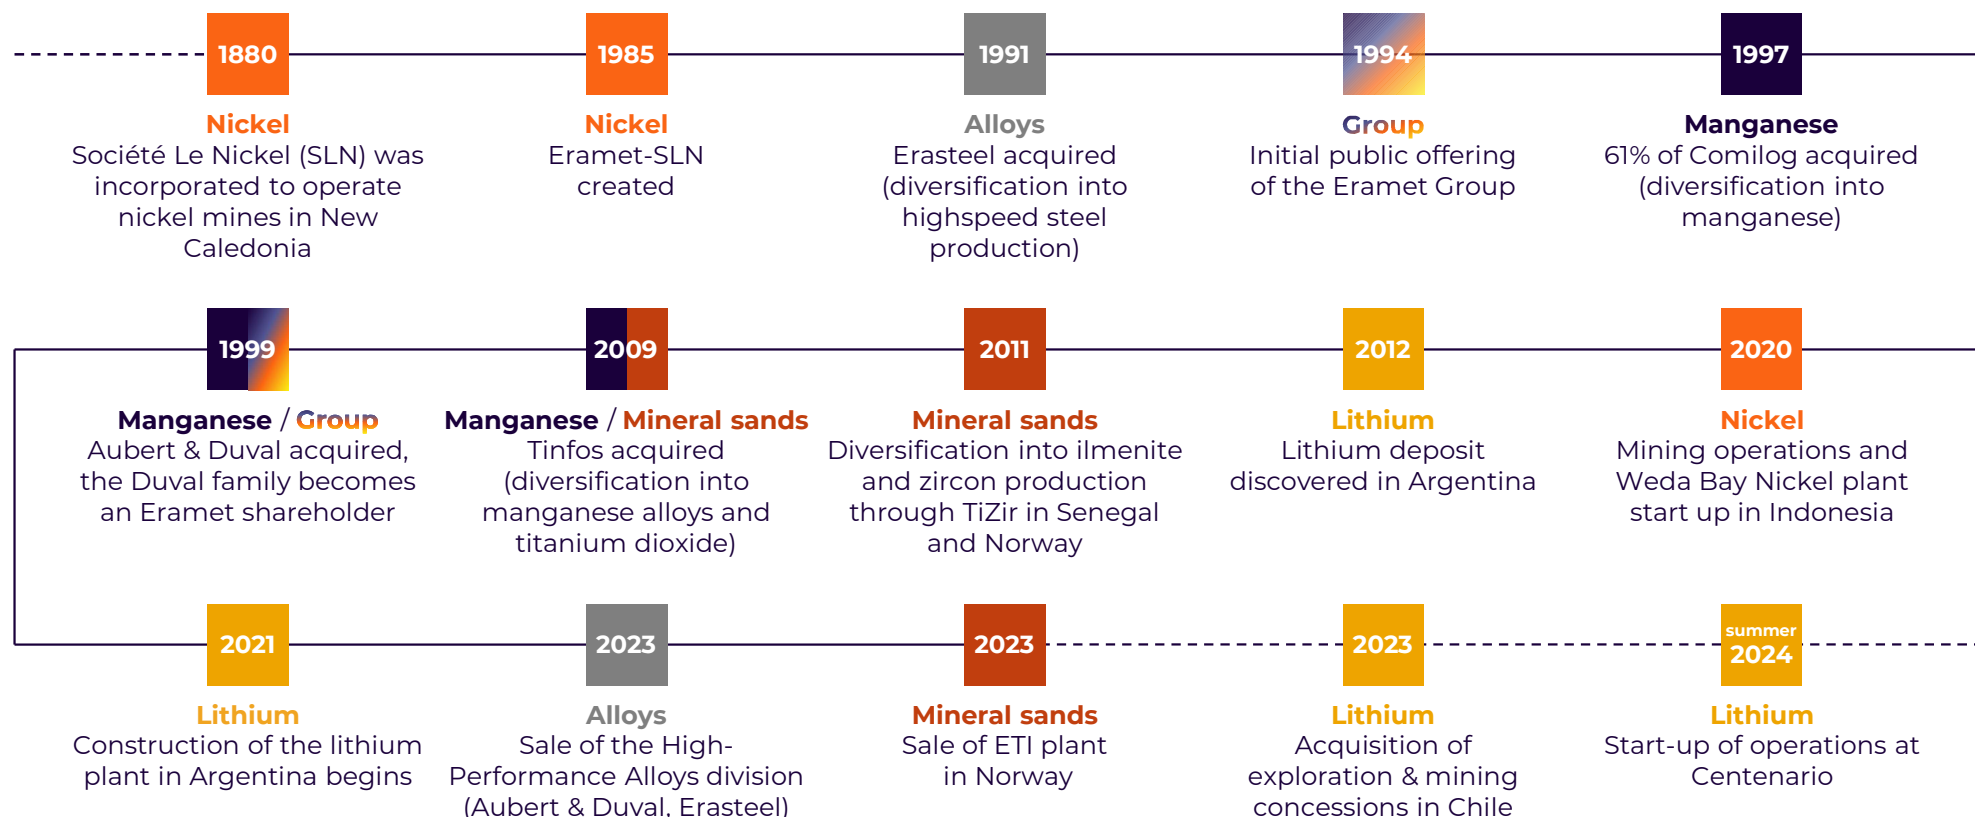 1880
Nickel
Société Le Nickel (SLN) was
incorporated to operate
nickel mines in New
Caledonia
1985
Nickel
Eramet-SLN
created
1991
Alloys
Erasteel acquired
(diversification into
highspeed steel
production)
1994
Group
Initial public offering
of the Eramet Group
1997
Manganese
61% of Comilog acquired
(diversification into
manganese)
1999
Manganese / Group
Aubert & Duval acquired,
the Duval family becomes
an Eramet shareholder
2009
Manganese / Mineral sands
Tinfos acquired
(diversification into
manganese alloys and
titanium dioxide)
2011
Mineral sands
Diversification into ilmenite
and zircon production
through TiZir in Senegal
and Norway
2012
Lithium
Lithium deposit
discovered in Argentina
2020
Nickel
Mining operations and
Weda Bay Nickel plant
start up in Indonesia
2021
Lithium
Construction of the lithium
plant in Argentina begins
2023
Alloys
Sale of the High-
Performance Alloys division
(Aubert & Duval, Erasteel)
2023
Mineral sands
Sale of ETI plant
in Norway
2023
Lithium
Acquisition of
exploration & mining
concessions in Chile
summer
2024
Lithium
Start-up of operations at
Centenario